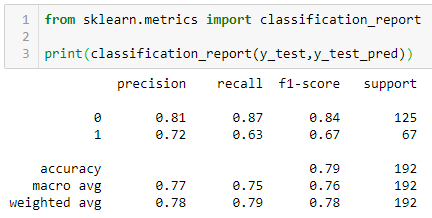 1 from sklearn.metrics import classification_report
2
3 print(classification_report(y_test,y_test_pred))
precision recall f1-score support
0 0.81 0.87 0.84 125
1 0.72 0.63 0.67 67
accuracy 0.79 192
macro avg 0.77 0.75 0.76 192
weighted avg 0.78 0.79 0.78 192